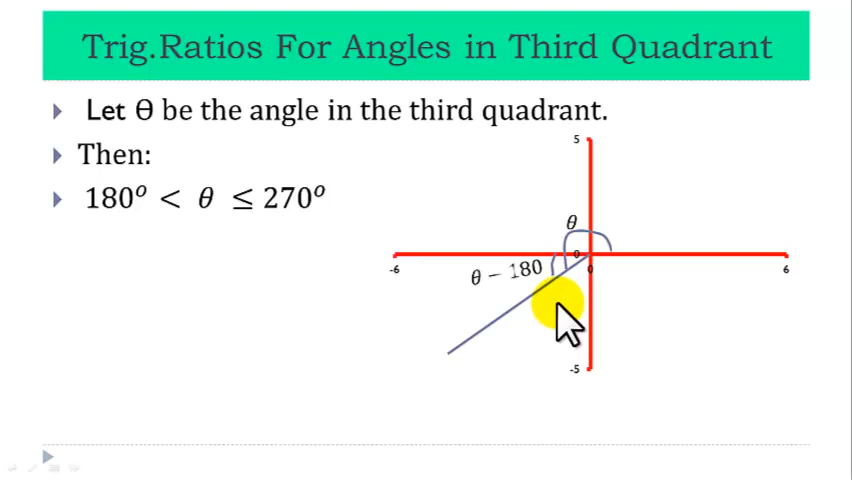 Trig.Ratios For Angles in Third Quadrant
Let Θ be the angle in the third quadrant.
Then:
180° < θ ≤ 270°
5
θ
-6
0
0
6
θ − 180
-5